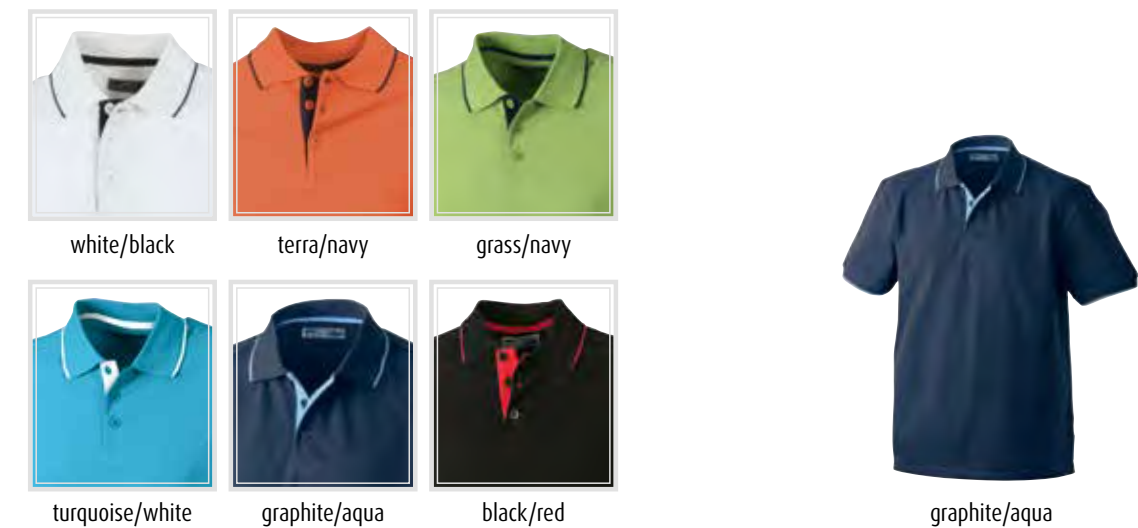 white/black
terra/navy
grass/navy
turquoise/white
graphite/aqua
black/red
graphite/aqua